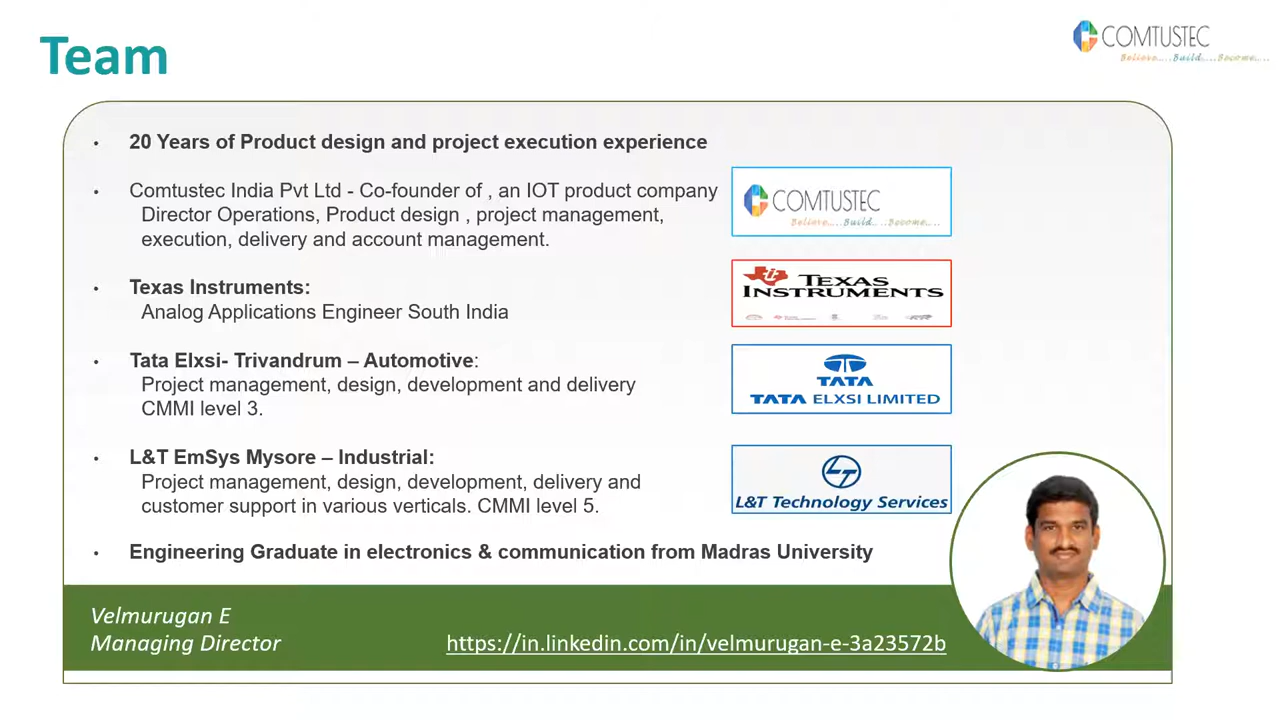 Team
COMTUSTEC
Believe....Build....Become....
• 20 Years of Product design and project execution experience
• Comtustec India Pvt Ltd - Co-founder of , an IOT product company
Director Operations, Product design , project management,
execution, delivery and account management.
COMTUSTEC
Believe....Build....Become....
• Texas Instruments:
Analog Applications Engineer South India
TEXAS
INSTRUMENTS
• Tata Elxsi- Trivandrum – Automotive:
Project management, design, development and delivery
CMMI level 3.
TATA
TATA ELXSI LIMITED
• L&T EmSys Mysore – Industrial:
Project management, design, development, delivery and
customer support in various verticals. CMMI level 5.
L&T Technology Services
• Engineering Graduate in electronics & communication from Madras University
Velmurugan E
Managing Director
https://in.linkedin.com/in/velmurugan-e-3a23572b